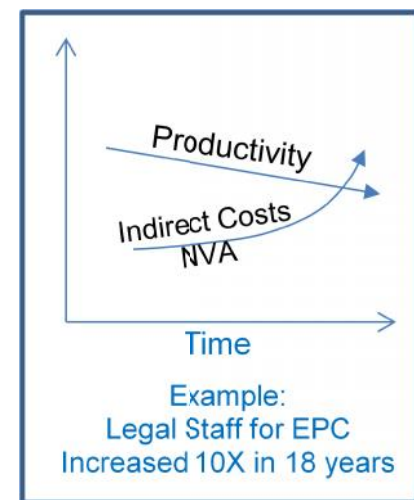 Productivity
Indirect Costs
NVA
Time
Example:
Legal Staff for EPC
Increased 10X in 18 years